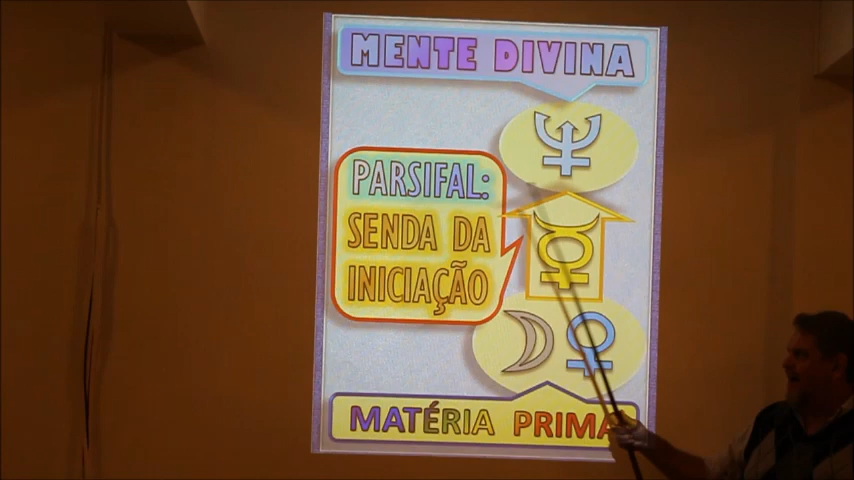 MENTE DIVINA
PARSIFAL:
SENDA DA
INICIAÇÃO
MATÉRIA PRIMA